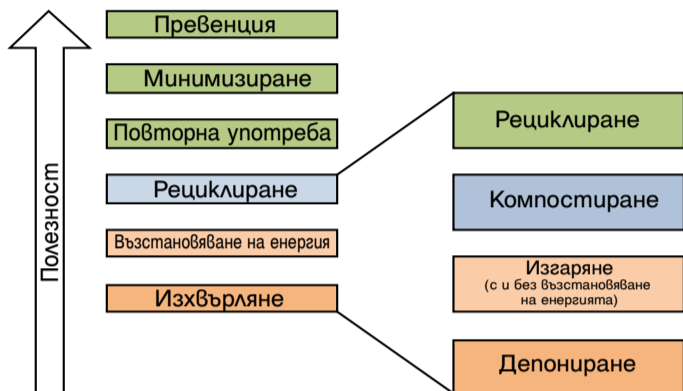 Полезност
Превенция
Минимизиране
Повторна употреба
Рециклиране
Възстановяване на енергия
Изхвърляне
Рециклиране
Компостиране
Изгаряне
(с и без възстановяване
на енергията)
Депониране